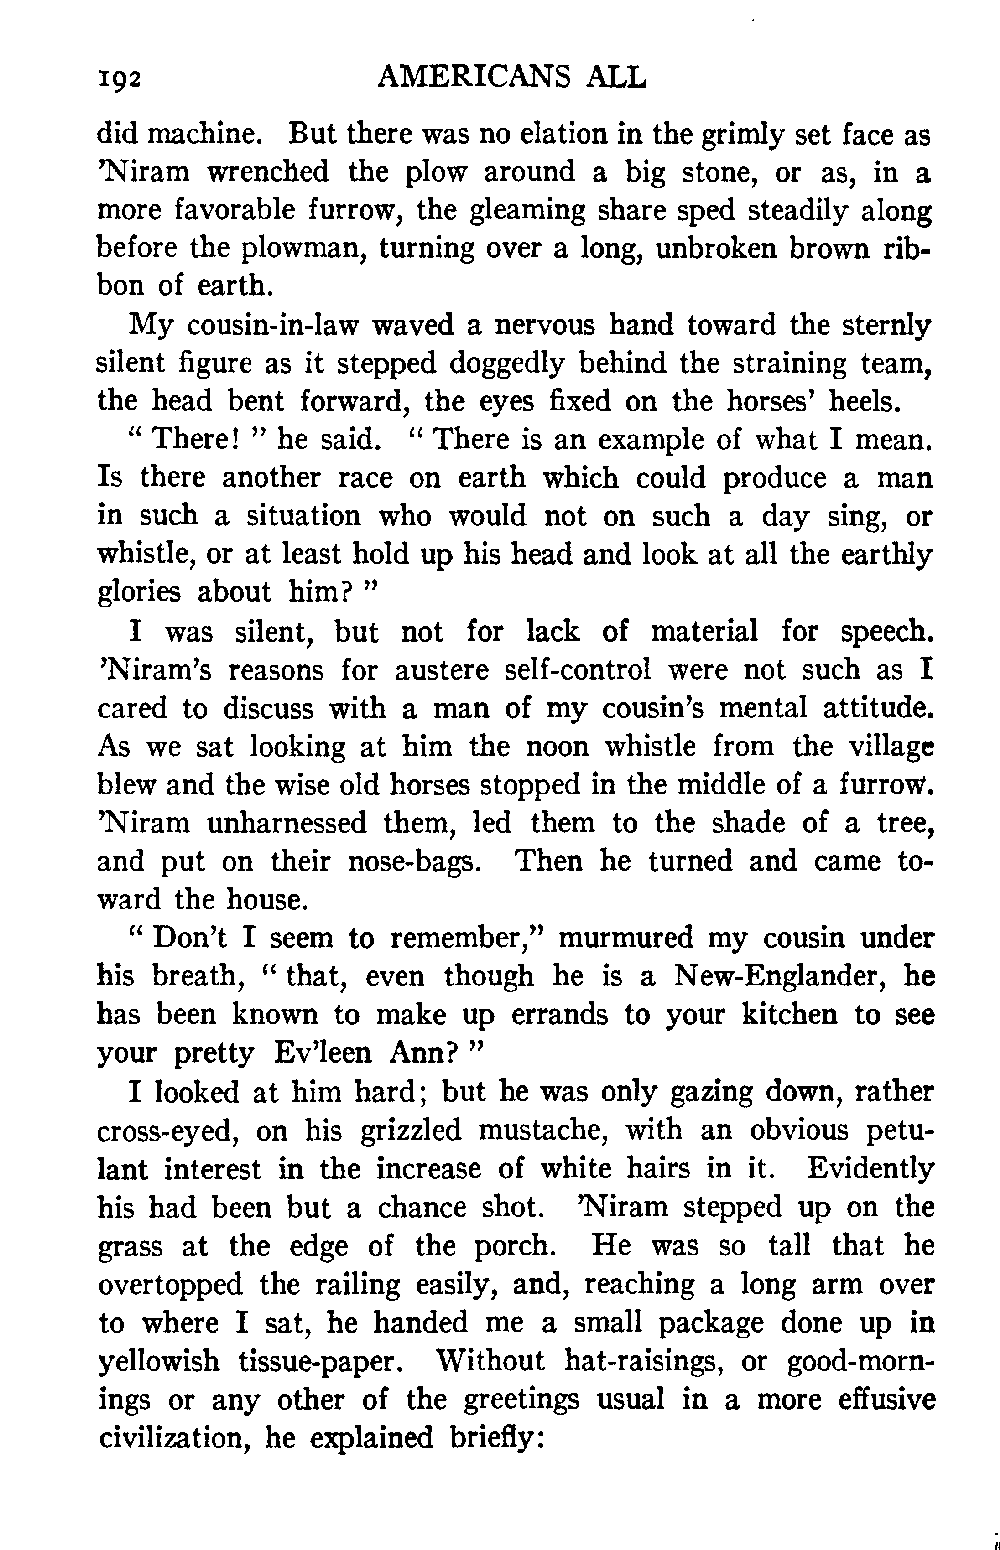 192 AMERICANS ALL
did machine. But there was no elation in the grimly set face as
’Niram wrenched the plow around a big stone, or as, in a
more favorable furrow, the gleaming share sped steadily along
before the plowman, turning over a long, unbroken brown rib-
bon of earth.
My cousin-in-law waved a nervous hand toward the sternly
silent figure as it stepped doggedly behind the straining team,
the head bent forward, the eyes fixed on the horses’ heels.
“ There! ” he said. “ There is an example of what I mean.
Is there another race on earth which could produce a man
in such a situation who would not on such a day sing, or
whistle, or at least hold up his head and look at all the earthly
glories about him? ”
I was silent, but not for lack of material for speech.
’Niram’s reasons for austere self-control were not such as I
cared to discuss with a man of my cousin’s mental attitude.
As we sat looking at him the noon whistle from the village
blew and the wise old horses stopped in the middle of a furrow.
’Niram unharnessed them, led them to the shade of a tree,
and put on their nose-bags. Then he turned and came to-
ward the house.
“ Don’t I seem to remember,” murmured my cousin under
his breath, “ that, even though he is a New-Englander, he
has been known to make up errands to your kitchen to see
your pretty Ev’leen Ann? ”
I looked at him hard; but he was only gazing down, rather
cross-eyed, on his grizzled mustache, with an obvious petu-
lant interest in the increase of white hairs in it. Evidently
his had been but a chance shot. ’Niram stepped up on the
grass at the edge of the porch. He was so tall that he
overtopped the railing easily, and, reaching a long arm over
to where I sat, he handed me a small package done up in
yellowish tissue-paper. Without hat-raisings, or good-morn-
ings or any other of the greetings usual in a more effusive
civilization, he explained briefly: